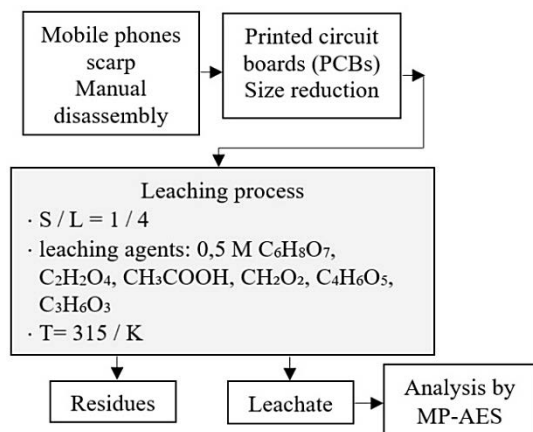 Mobile phones
scarp
Manual
disassembly
Printed circuit
boards (PCBs)
Size reduction
Leaching process
· S / L = 1 / 4
· leaching agents: 0,5 M C₆H₈O₇,
C₂H₂O₄, CH₃COOH, CH₂O₂, C₄H₆O₅,
C₃H₆O₃
· T= 315 / K
Residues
Leachate
Analysis by
MP-AES